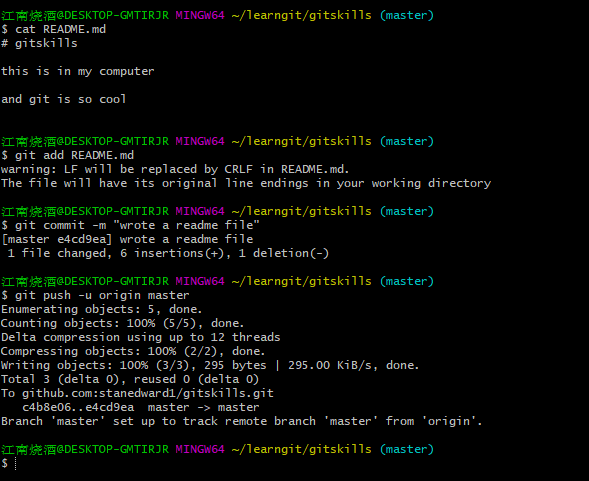 江南烧酒@DESKTOP-GMTIRJR MINGW64 ~/learngit/gitskills (master)
$ cat README.md
# gitskills
this is in my computer
and git is so cool
江南烧酒@DESKTOP-GMTIRJR MINGW64 ~/learngit/gitskills (master)
$ git add README.md
warning: LF will be replaced by CRLF in README.md.
The file will have its original line endings in your working directory
江南烧酒@DESKTOP-GMTIRJR MINGW64 ~/learngit/gitskills (master)
$ git commit -m "wrote a readme file"
[master e4cd9ea] wrote a readme file
 1 file changed, 6 insertions(+), 1 deletion(-)
江南烧酒@DESKTOP-GMTIRJR MINGW64 ~/learngit/gitskills (master)
$ git push -u origin master
Enumerating objects: 5, done.
Counting objects: 100% (5/5), done.
Delta compression using up to 12 threads
Compressing objects: 100% (2/2), done.
Writing objects: 100% (3/3), 295 bytes | 295.00 KiB/s, done.
Total 3 (delta 0), reused 0 (delta 0)
To github.com:stanedward1/gitskills.git
   c4b8e06..e4cd9ea  master -> master
Branch 'master' set up to track remote branch 'master' from 'origin'.
江南烧酒@DESKTOP-GMTIRJR MINGW64 ~/learngit/gitskills (master)
$